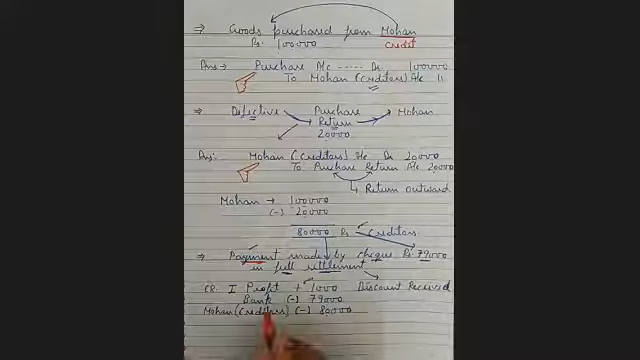 ⇒ Goods purchased from Mohan
Rs. 100000 credit
Ans:→ Purchase A/c ----- Dr 100000
To Mohan (creditors) A/c 11
⇒ Defective Purchase Return → Mohan
20000
Ans:- Mohan (creditors) A/c Dr 20000
To Purchase Return A/c 20000
↳ Return outward
Mohan → 100000
(-) 20000
80000 Rs Creditors
⇒ Payment made by cheque Rs 79000
in full settlement
CR. I Profit + 1000 Discount Received
Bank (-) 79000
Mohan (Creditors) (-) 80000